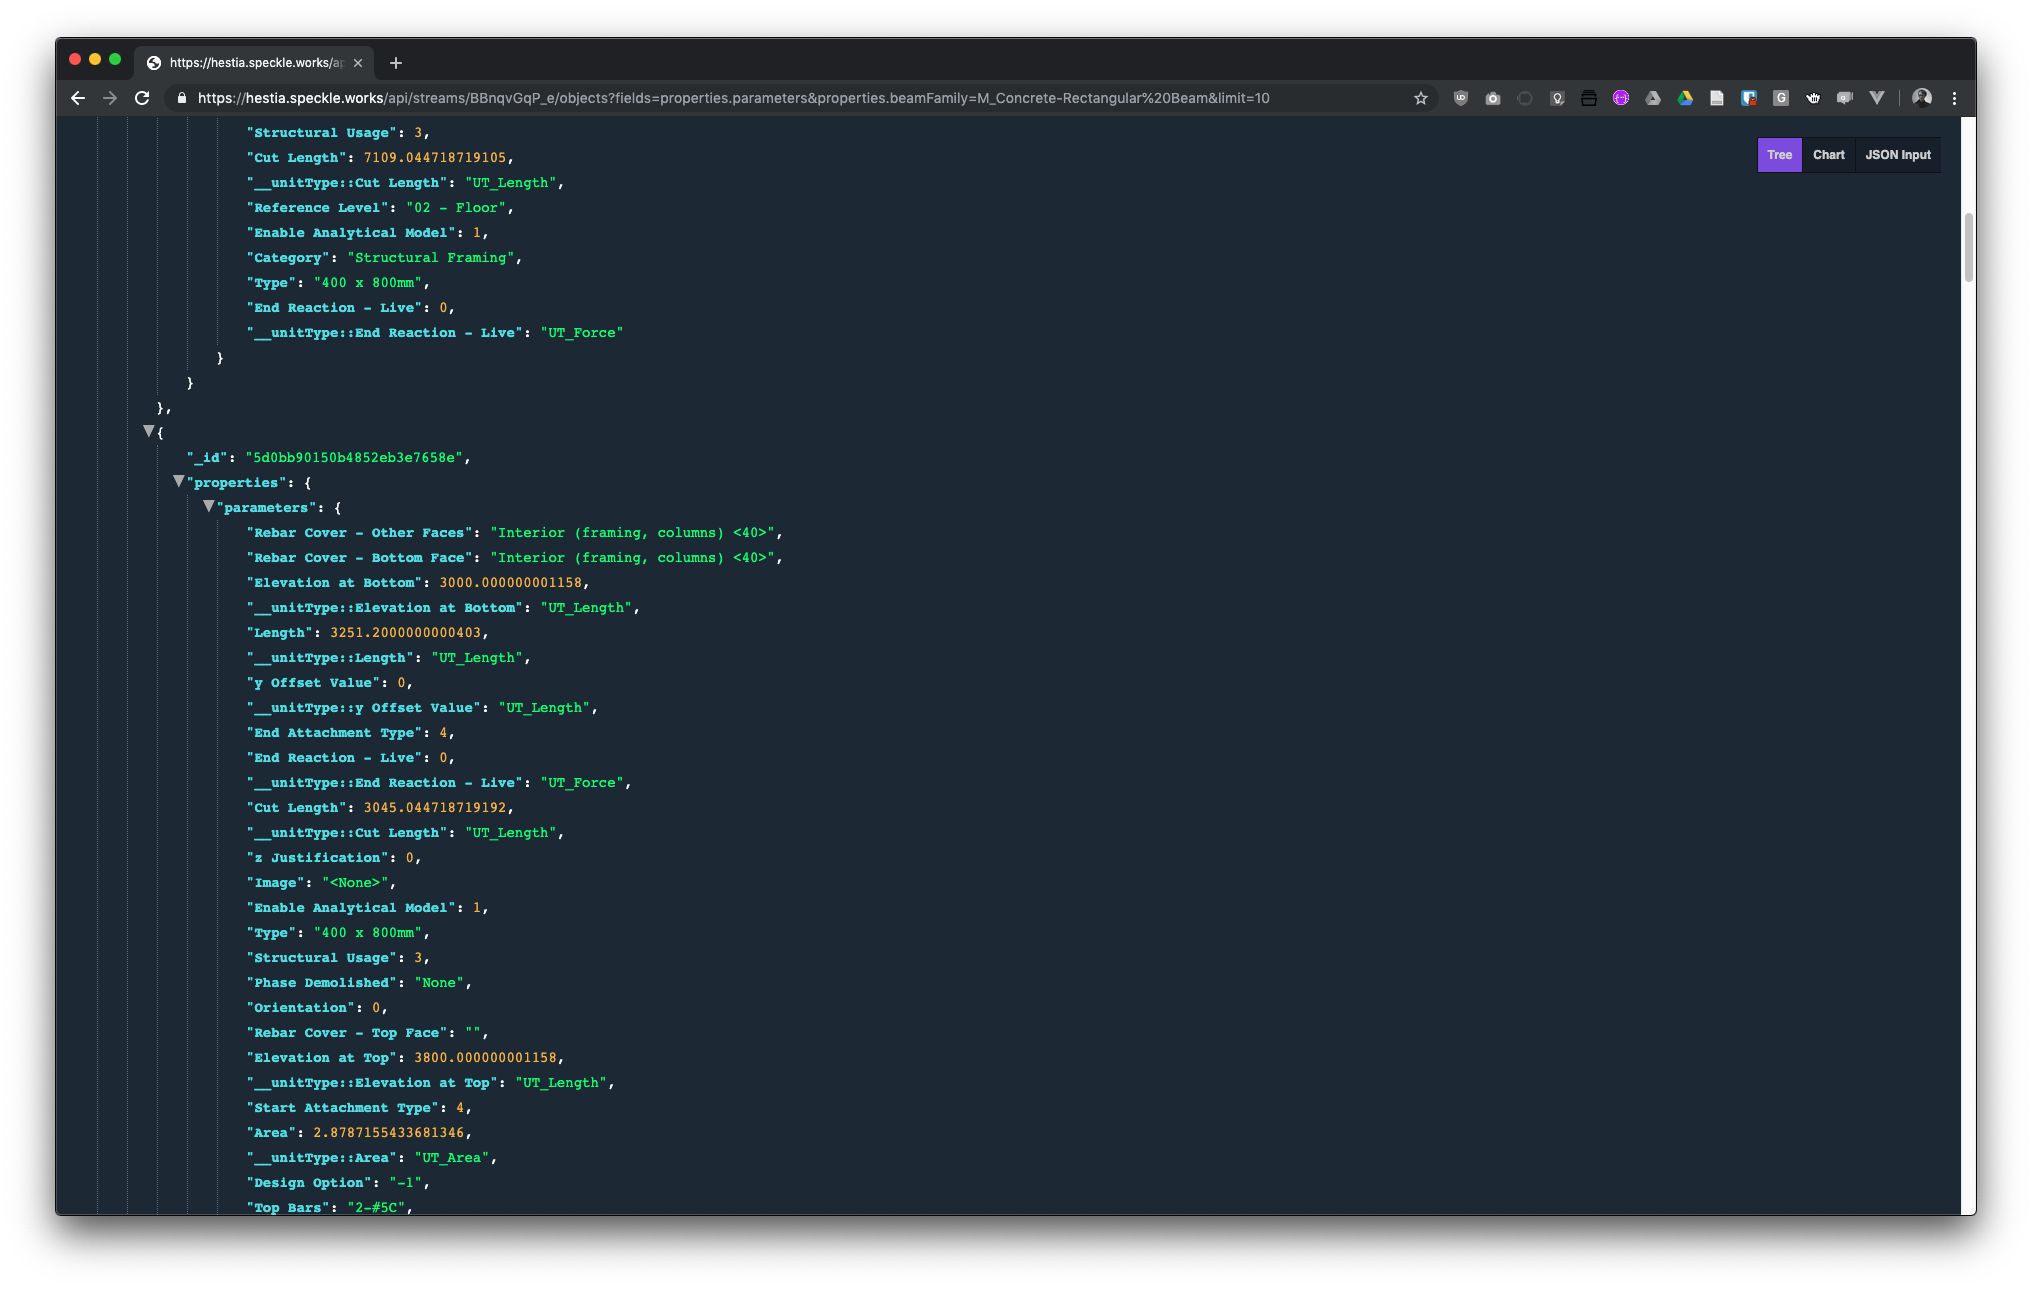 https://hestia.speckle.works/ap
https://hestia.speckle.works/api/streams/BBnqvGqP_e/objects?fields=properties.parameters&properties.beamFamily=M_Concrete-Rectangular%20Beam&limit=10
Tree Chart JSON Input
"Structural Usage": 3,
"Cut Length": 7109.044718719105,
"__unitType::Cut Length": "UT_Length",
"Reference Level": "02 - Floor",
"Enable Analytical Model": 1,
"Category": "Structural Framing",
"Type": "400 x 800mm",
"End Reaction - Live": 0,
"__unitType::End Reaction - Live": "UT_Force"
}
}
},
{
"_id": "5d0bb90150b4852eb3e7658e",
"properties": {
"parameters": {
"Rebar Cover - Other Faces": "Interior (framing, columns) <40>",
"Rebar Cover - Bottom Face": "Interior (framing, columns) <40>",
"Elevation at Bottom": 3000.000000001158,
"__unitType::Elevation at Bottom": "UT_Length",
"Length": 3251.2000000000403,
"__unitType::Length": "UT_Length",
"y Offset Value": 0,
"__unitType::y Offset Value": "UT_Length",
"End Attachment Type": 4,
"End Reaction - Live": 0,
"__unitType::End Reaction - Live": "UT_Force",
"Cut Length": 3045.044718719192,
"__unitType::Cut Length": "UT_Length",
"z Justification": 0,
"Image": "<None>",
"Enable Analytical Model": 1,
"Type": "400 x 800mm",
"Structural Usage": 3,
"Phase Demolished": "None",
"Orientation": 0,
"Rebar Cover - Top Face": "",
"Elevation at Top": 3800.000000001158,
"__unitType::Elevation at Top": "UT_Length",
"Start Attachment Type": 4,
"Area": 2.8787155433681346,
"__unitType::Area": "UT_Area",
"Design Option": "-1",
"Top Bars": "2-#5C",